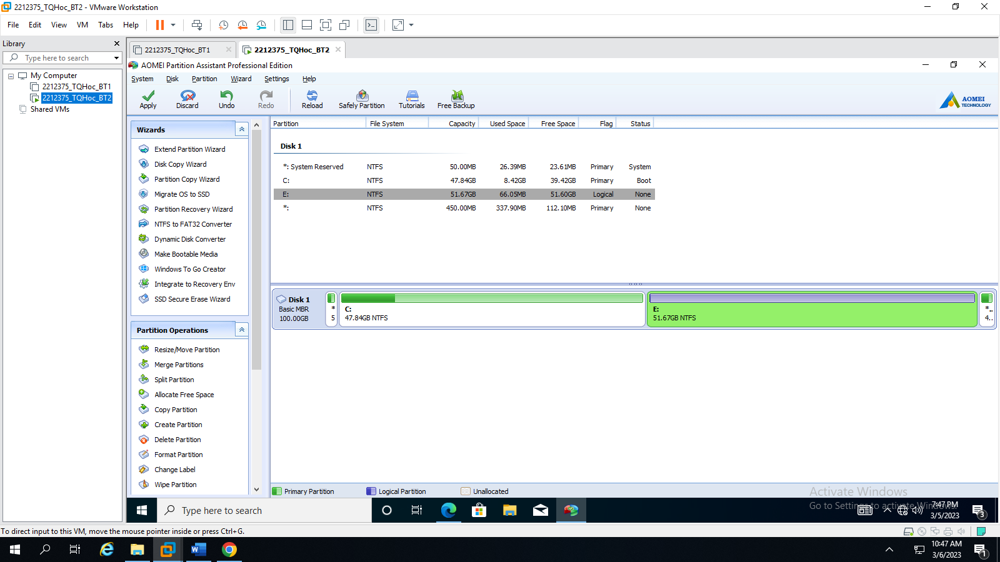 2212375_TQHoc_BT2 - VMware Workstation
File Edit View VM Tabs Help
Library
Type here to search
My Computer
2212375_TQHoc_BT1
2212375_TQHoc_BT2
Shared VMs
2212375_TQHoc_BT1
2212375_TQHoc_BT2
AOMEI Partition Assistant Professional Edition
System Disk Partition Wizard Settings Help
Apply Discard Undo Redo Reload Safely Partition Tutorials Free Backup
AOMEI
TECHNOLOGY
Wizards
Extend Partition Wizard
Disk Copy Wizard
Partition Copy Wizard
Migrate OS to SSD
Partition Recovery Wizard
NTFS to FAT32 Converter
Dynamic Disk Converter
Make Bootable Media
Windows To Go Creator
Integrate to Recovery Env
SSD Secure Erase Wizard
Partition Operations
Resize/Move Partition
Merge Partitions
Split Partition
Allocate Free Space
Copy Partition
Create Partition
Delete Partition
Format Partition
Change Label
Wipe Partition
Partition File System Capacity Used Space Free Space Flag Status
Disk 1
*: System Reserved NTFS 50.00MB 26.39MB 23.61MB Primary System
C: NTFS 47.84GB 8.42GB 39.42GB Primary Boot
E: NTFS 51.67GB 66.05MB 51.60GB Logical None
*: NTFS 450.00MB 337.90MB 112.10MB Primary None
Disk 1
Basic MBR
100.00GB
*
5
C:
47.84GB NTFS
E:
51.67GB NTFS
*..
4..
Primary Partition Logical Partition Unallocated
Activate Windows
Go to Settings to activate Windows.
Type here to search
7:47 PM
3/5/2023
3
To direct input to this VM, move the mouse pointer inside or press Ctrl+G.
10:47 AM
3/6/2023
1